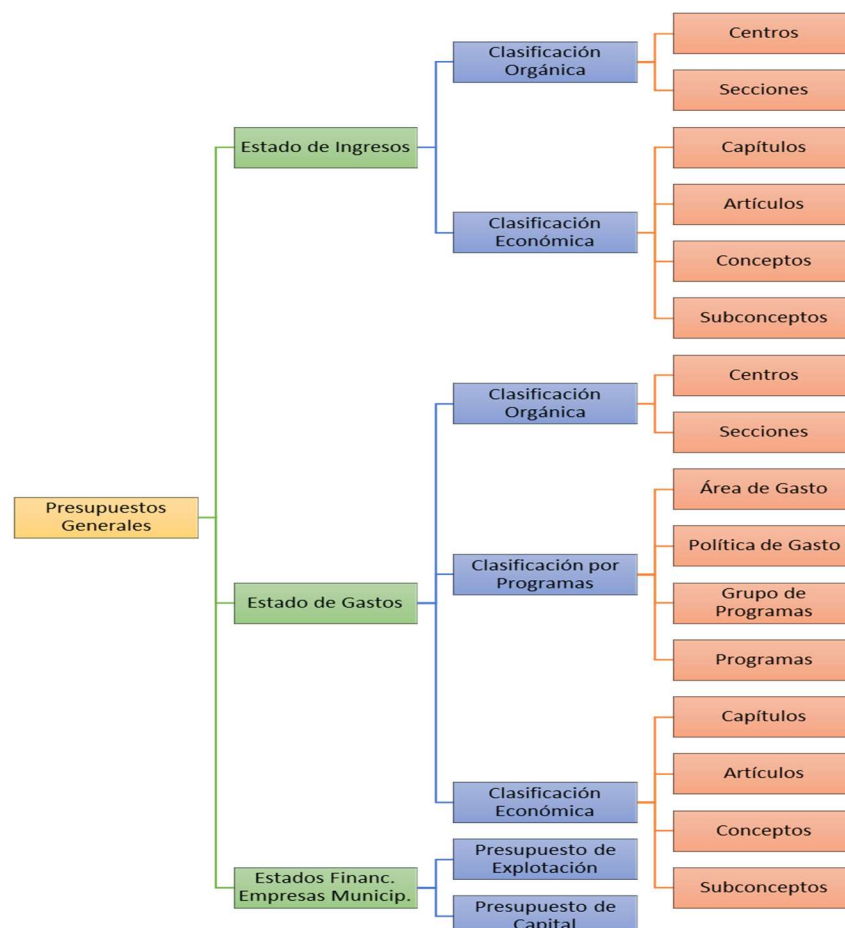 Presupuestos
Generales
Estado de Ingresos
Clasificación
Orgánica
Centros
Secciones
Clasificación
Económica
Capítulos
Artículos
Conceptos
Subconceptos
Estado de Gastos
Clasificación
Orgánica
Centros
Secciones
Clasificación por
Programas
Área de Gasto
Política de Gasto
Grupo de
Programas
Programas
Clasificación
Económica
Capítulos
Artículos
Conceptos
Subconceptos
Estados Financ.
Empresas Municip.
Presupuesto de
Explotación
Presupuesto de
Capital